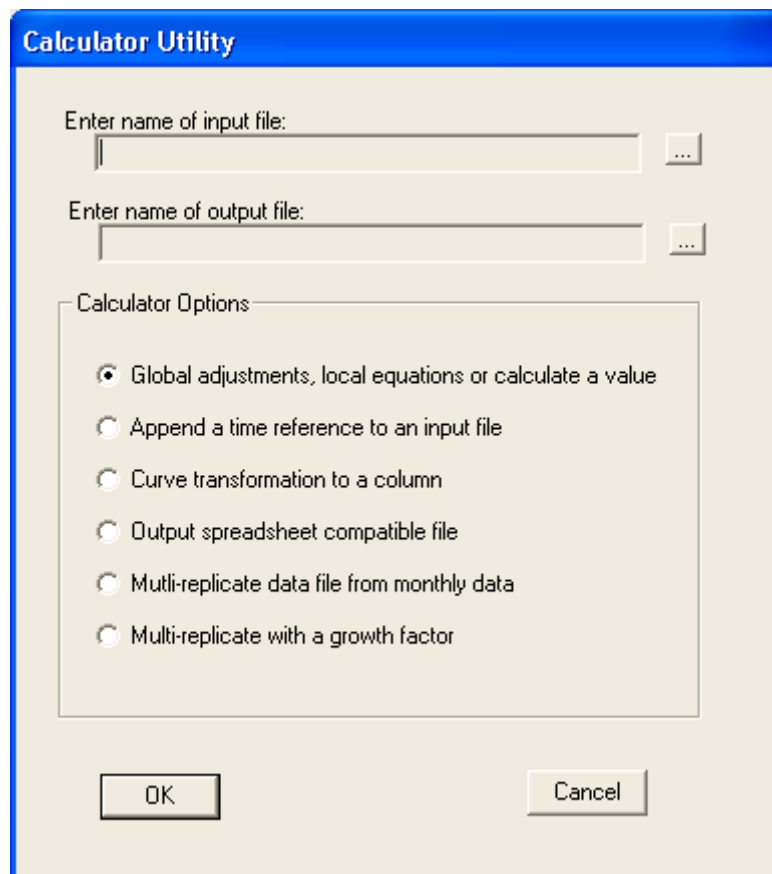 Calculator Utility
Enter name of input file:
...
Enter name of output file:
...
Calculator Options
Global adjustments, local equations or calculate a value
Append a time reference to an input file
Curve transformation to a column
Output spreadsheet compatible file
Mutli-replicate data file from monthly data
Multi-replicate with a growth factor
OK
Cancel